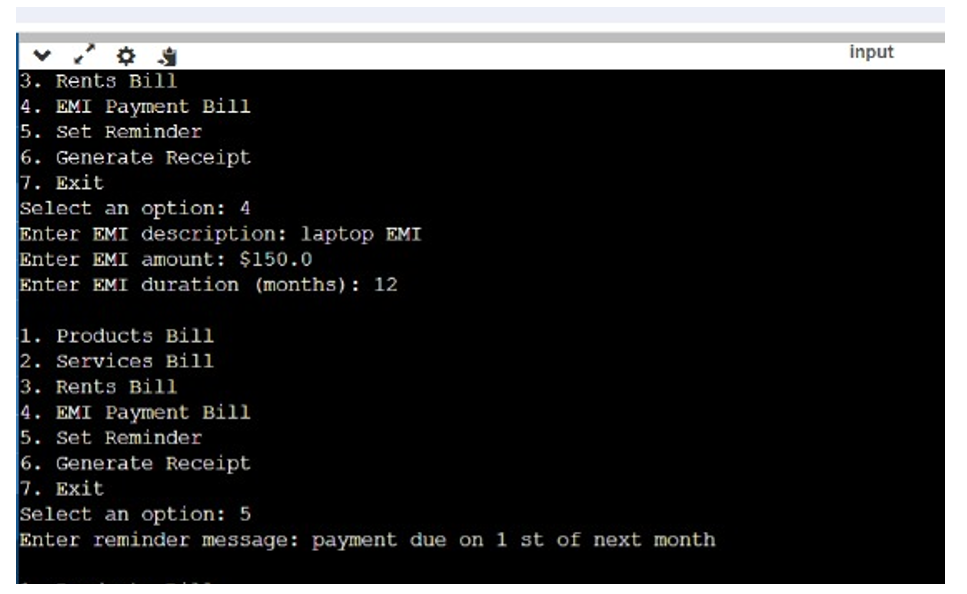 input
3. Rents Bill
4. EMI Payment Bill
5. Set Reminder
6. Generate Receipt
7. Exit
Select an option: 4
Enter EMI description: laptop EMI
Enter EMI amount: $150.0
Enter EMI duration (months): 12
1. Products Bill
2. Services Bill
3. Rents Bill
4. EMI Payment Bill
5. Set Reminder
6. Generate Receipt
7. Exit
Select an option: 5
Enter reminder message: payment due on 1 st of next month